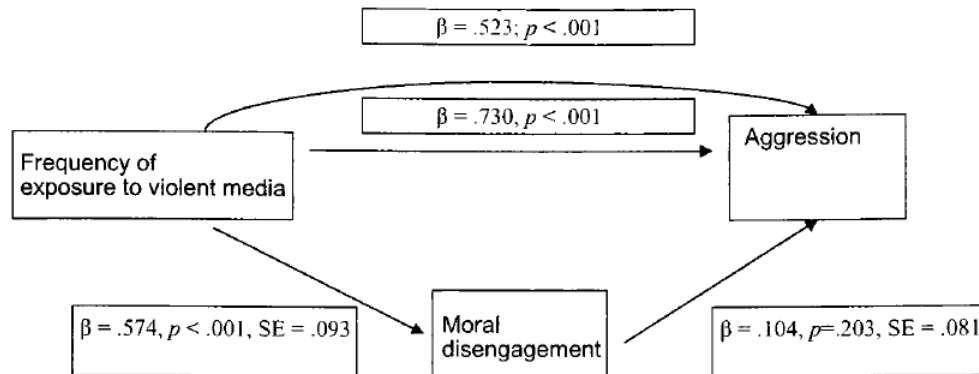 β = .523; p < .001
β = .730, p < .001
Frequency of
exposure to violent media
Aggression
β = .574, p < .001, SE = .093
Moral
disengagement
β = .104, p=.203, SE = .081